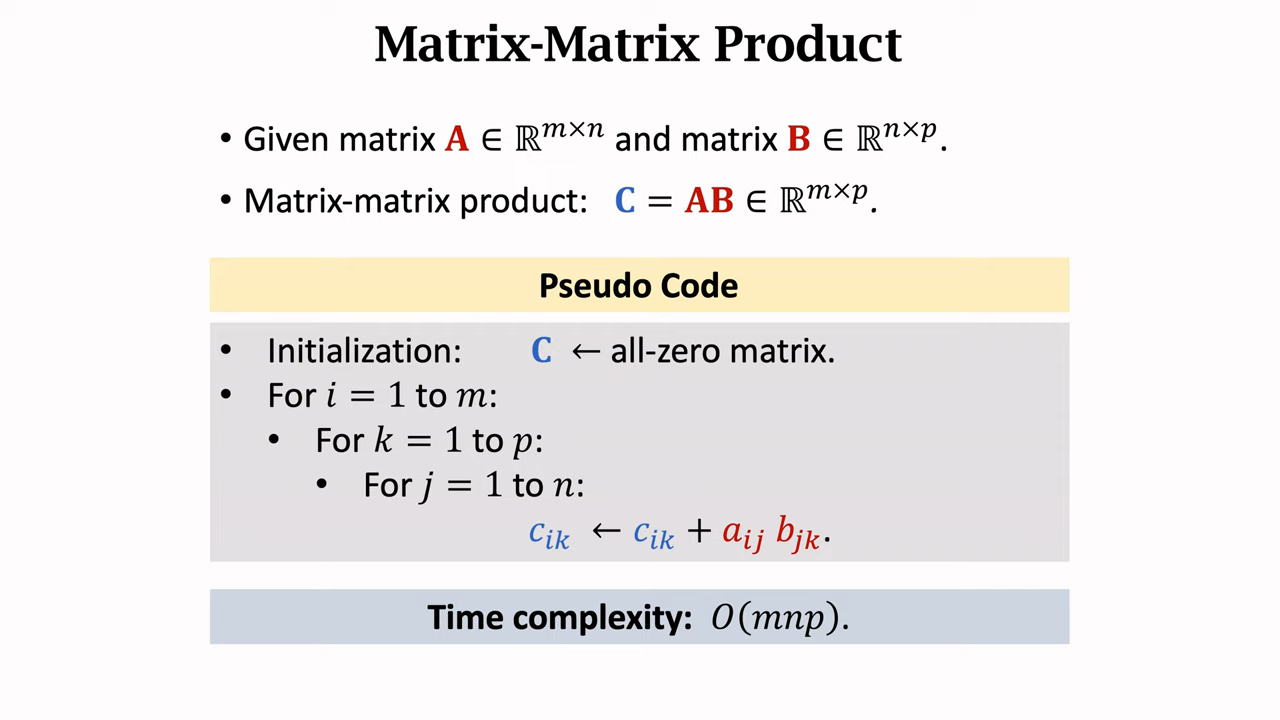 Matrix-Matrix Product
• Given matrix A ∈ ℝ^{m×n} and matrix B ∈ ℝ^{n×p}.
• Matrix-matrix product: C = AB ∈ ℝ^{m×p}.
Pseudo Code
• Initialization: C ← all-zero matrix.
• For i = 1 to m:
• For k = 1 to p:
• For j = 1 to n:
c_{ik} ← c_{ik} + a_{ij} b_{jk}.
Time complexity: O(mnp).